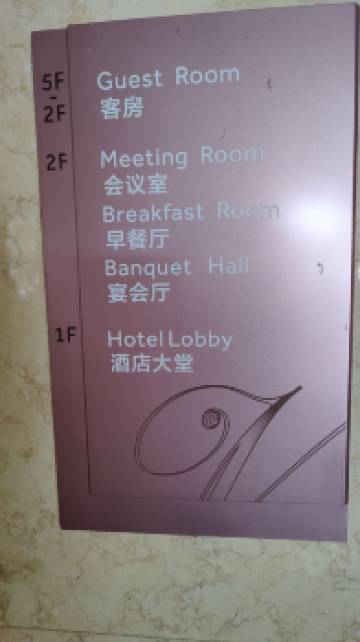 5F Guest Room
-
2F 客房
2F Meeting Room
会议室
Breakfast Room
早餐厅
Banquet Hall
宴会厅
1F Hotel Lobby
酒店大堂